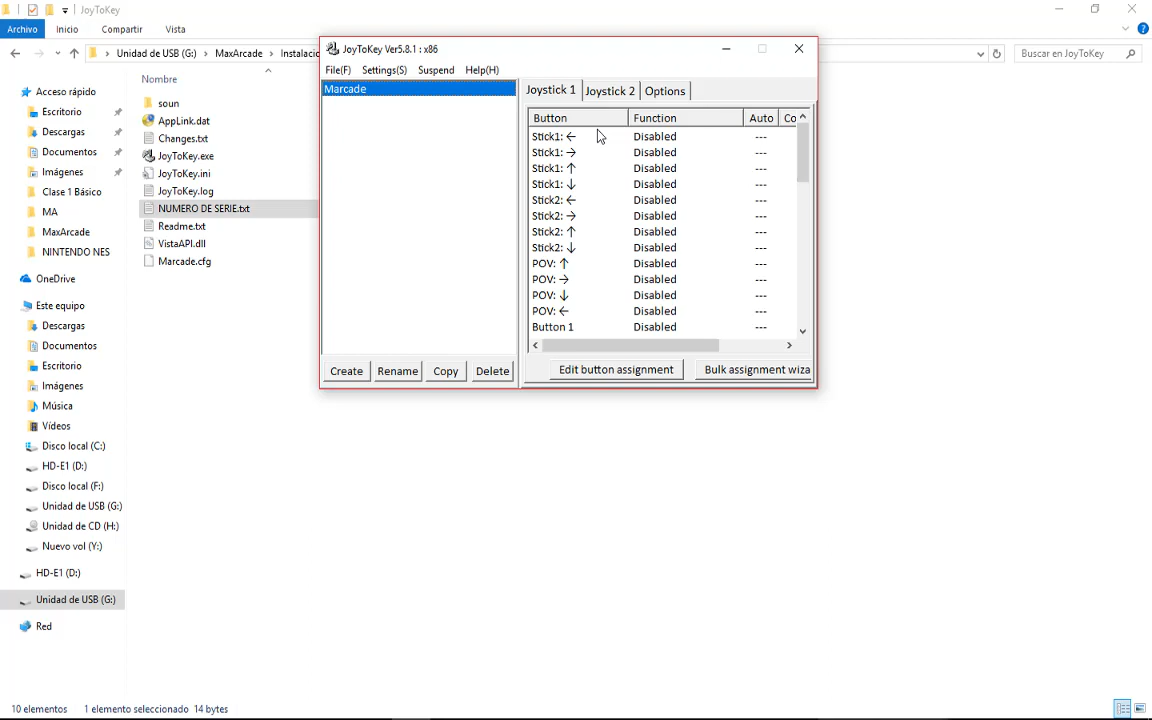 JoyToKey
Archivo Inicio Compartir Vista
Unidad de USB (G:) MaxArcade
Buscar en JoyToKey
Acceso rápido
Escritorio
Descargas
Documentos
Imágenes
Clase 1 Básico
MA
MaxArcade
NINTENDO NES
OneDrive
Este equipo
Descargas
Documentos
Escritorio
Imágenes
Música
Vídeos
Disco local (C:)
HD-E1 (D:)
Disco local (F:)
Unidad de USB (G:)
Unidad de CD (H:)
Nuevo vol (Y:)
HD-E1 (D:)
Unidad de USB (G:)
Red
Nombre
soun
AppLink.dat
Changes.txt
JoyToKey.exe
JoyToKey.ini
JoyToKey.log
NUMERO DE SERIE.txt
Readme.txt
VistaAPI.dll
Marcade.cfg
JoyToKey Ver5.8.1 : x86
File(F) Settings(S) Suspend Help(H)
Marcade
Create Rename Copy Delete
Joystick 1 Joystick 2 Options
Button Function Auto Co
Stick1: ← Disabled ---
Stick1: → Disabled ---
Stick1: ↑ Disabled ---
Stick1: ↓ Disabled ---
Stick2: ← Disabled ---
Stick2: → Disabled ---
Stick2: ↑ Disabled ---
Stick2: ↓ Disabled ---
POV: ↑ Disabled ---
POV: → Disabled ---
POV: ↓ Disabled ---
POV: ← Disabled ---
Button 1 Disabled ---
Edit button assignment Bulk assignment wiza
10 elementos 1 elemento seleccionado 14 bytes